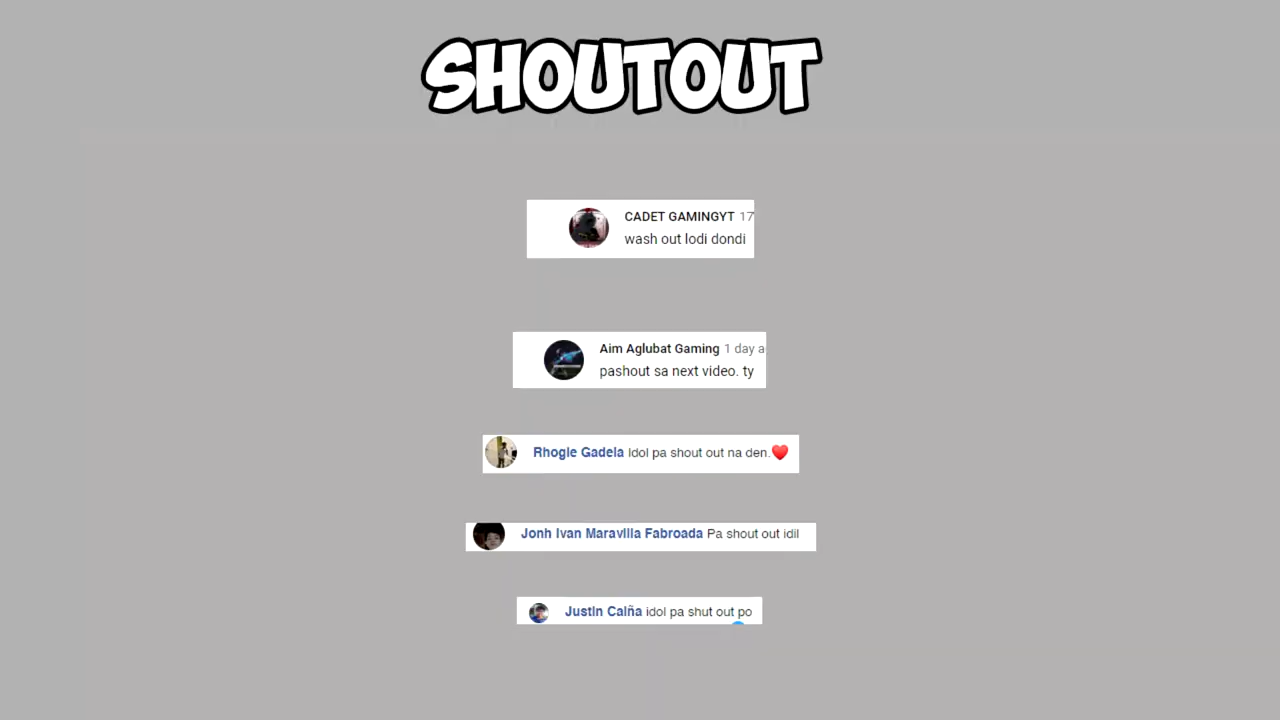 SHOUTOUT
CADET GAMINGYT 17
wash out lodi dondi
Aim Aglubat Gaming 1 day a
pashout sa next video. ty
Rhogie Gadela Idol pa shout out na den.❤️
Jonh Ivan Maravilla Fabroada Pa shout out idil
Justin Caiña idol pa shut out po